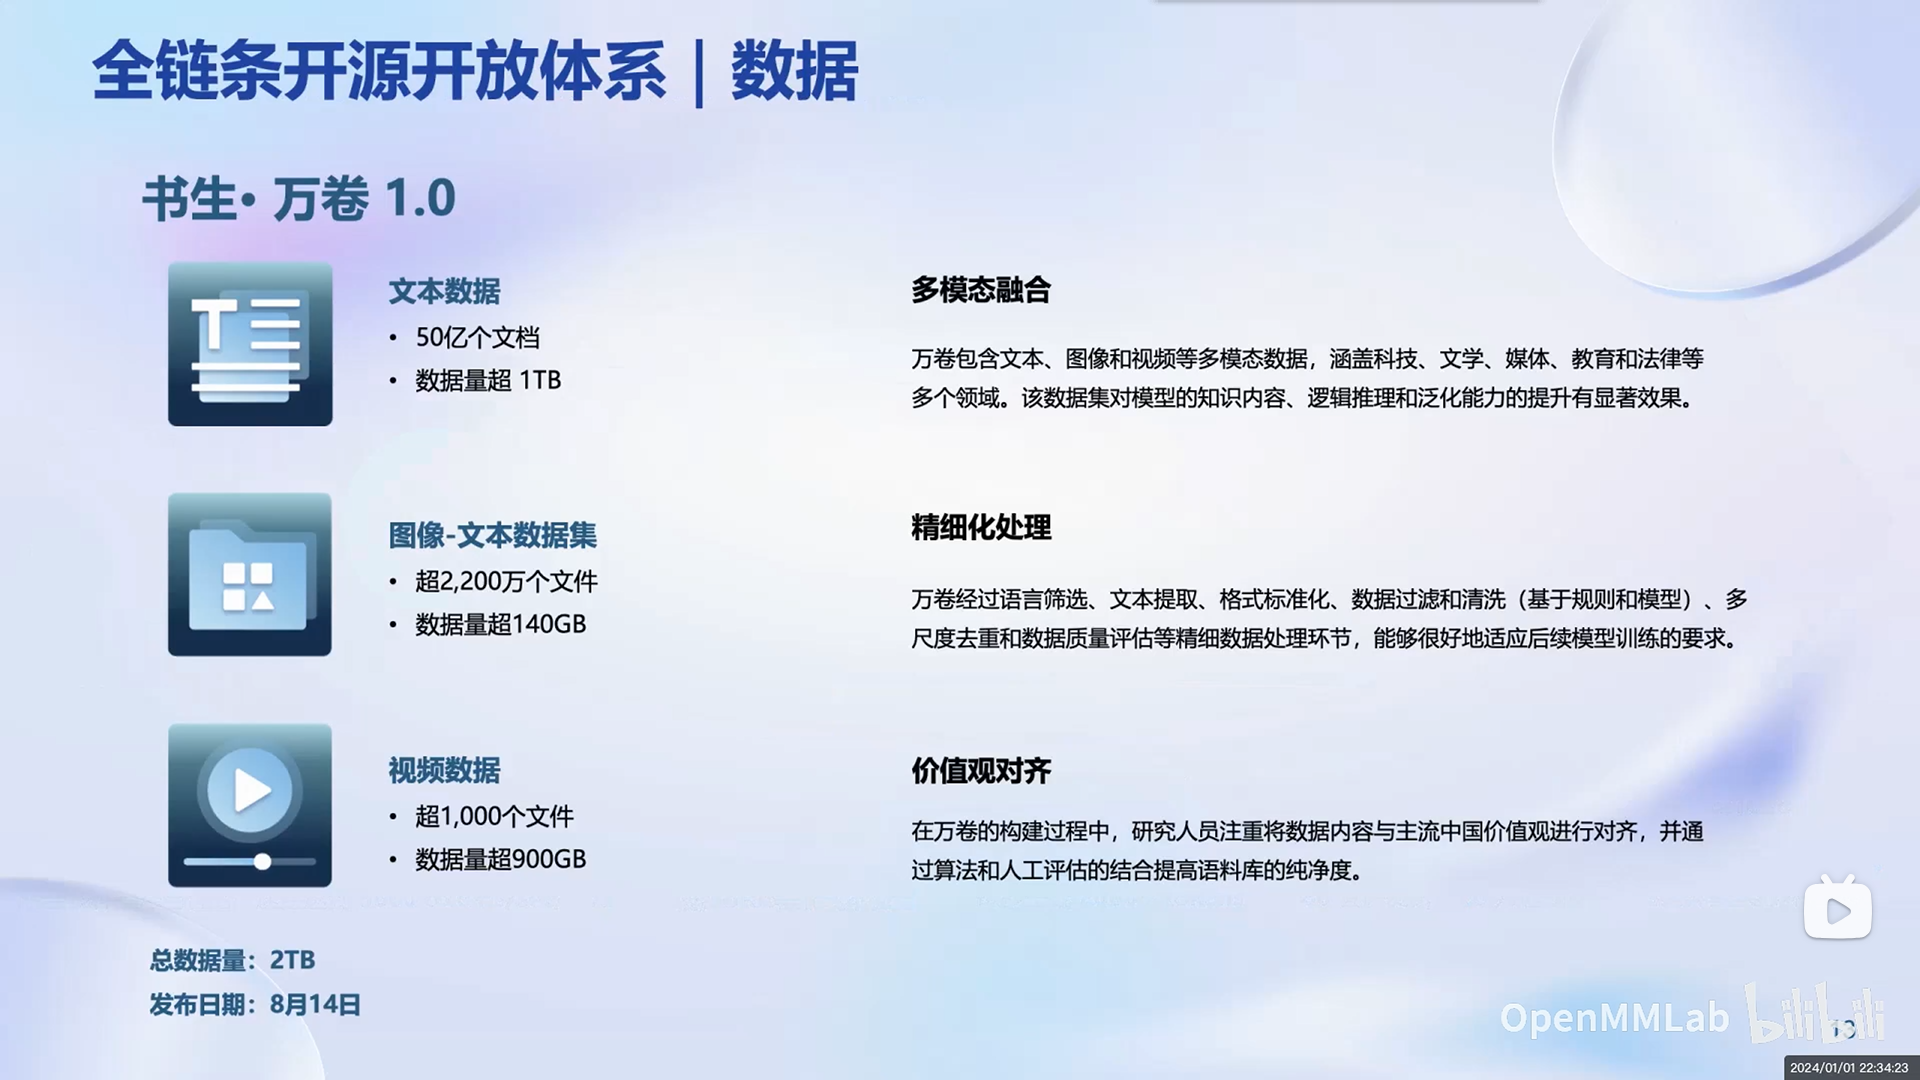 全链条开源开放体系 | 数据
书生· 万卷 1.0
文本数据
• 50亿个文档
• 数据量超 1TB
图像-文本数据集
• 超2,200万个文件
• 数据量超140GB
视频数据
• 超1,000个文件
• 数据量超900GB
总数据量：2TB
发布日期：8月14日
多模态融合
万卷包含文本、图像和视频等多模态数据，涵盖科技、文学、媒体、教育和法律等
多个领域。该数据集对模型的知识内容、逻辑推理和泛化能力的提升有显著效果。
精细化处理
万卷经过语言筛选、文本提取、格式标准化、数据过滤和清洗（基于规则和模型）、多
尺度去重和数据质量评估等精细数据处理环节，能够很好地适应后续模型训练的要求。
价值观对齐
在万卷的构建过程中，研究人员注重将数据内容与主流中国价值观进行对齐，并通
过算法和人工评估的结合提高语料库的纯净度。
OpenMMLab bilibili
2024/01/01 22:34:23